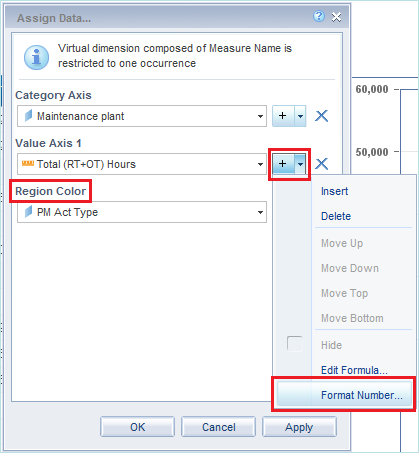 Assign Data...
Virtual dimension composed of Measure Name is
restricted to one occurrence
Category Axis
Maintenance plant
60,000
Value Axis 1
50,000
Total (RT+OT) Hours
Region Color
PM Act Type
Insert
Delete
Move Up
Move Down
Move Top
Move Bottom
Hide
Edit Formula...
Format Number...
OK
Cancel
Apply